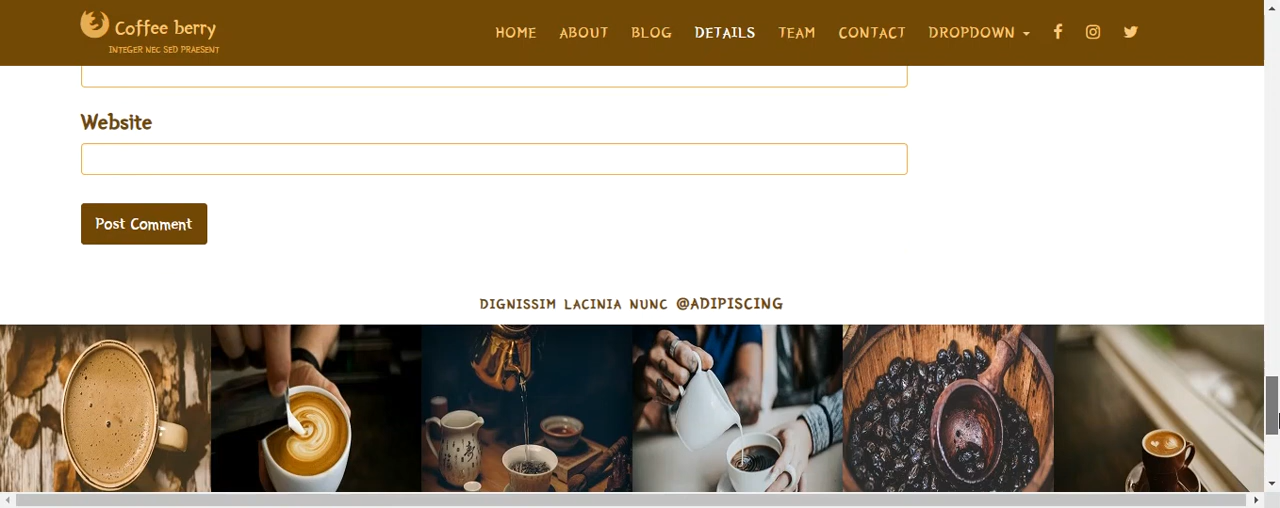 Coffee berry
INTEGER NEC SED PRAESENT
HOME ABOUT BLOG DETAILS TEAM CONTACT DROPDOWN
Website
Post Comment
DIGNISSIM LACINIA NUNC @ADIPISCING